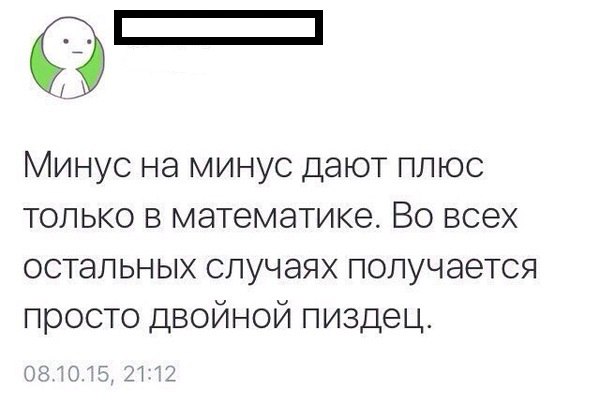 Минус на минус дают плюс
только в математике. Во всех
остальных случаях получается
просто двойной пиздец.
08.10.15, 21:12